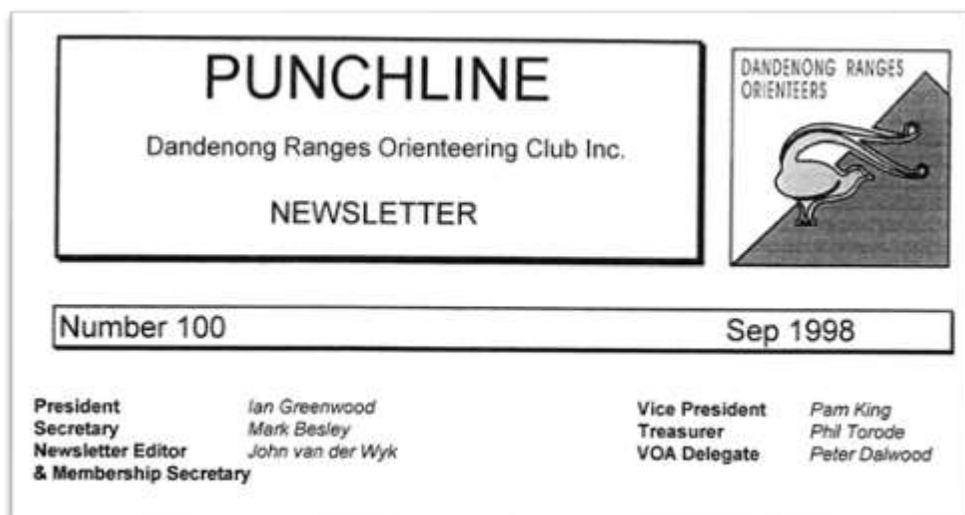 PUNCHLINE
Dandenong Ranges Orienteering Club Inc.
NEWSLETTER
DANDENONG RANGES
ORIENTEERS
Number 100 Sep 1998
President Ian Greenwood
Secretary Mark Besley
Newsletter Editor John van der Wyk
& Membership Secretary
Vice President Pam King
Treasurer Phil Torode
VOA Delegate Peter Dalwood